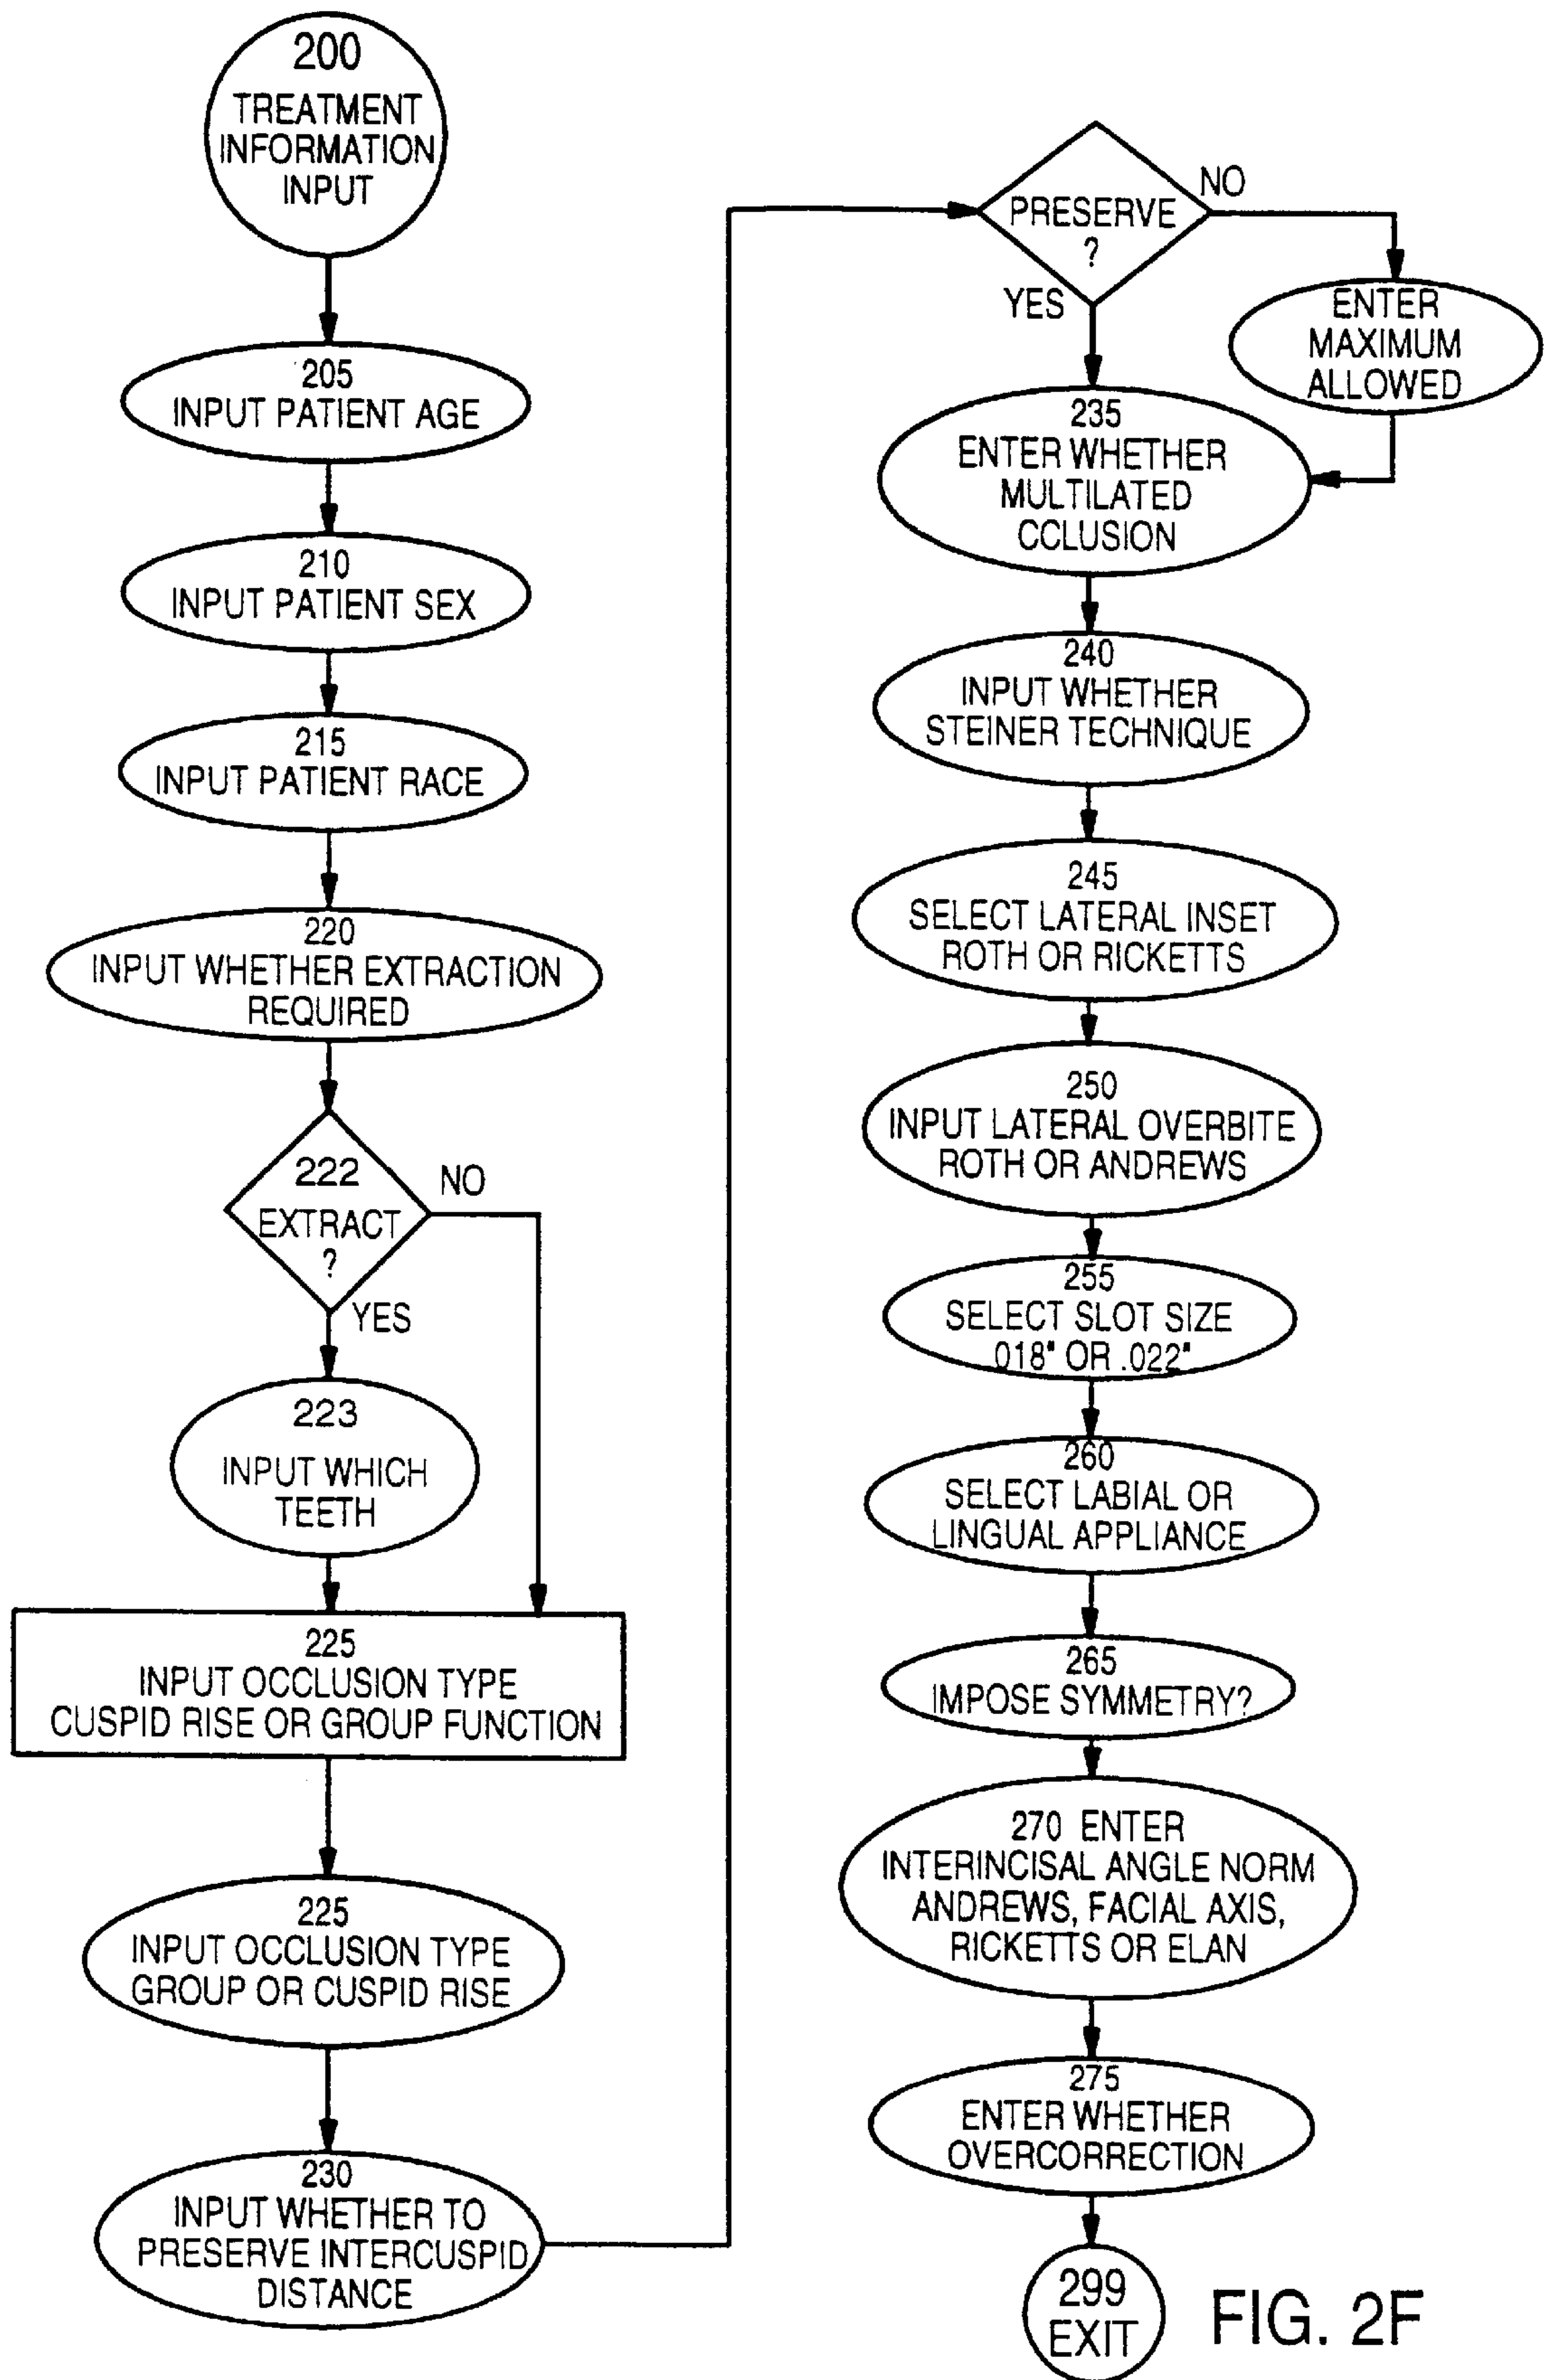 200
TREATMENT
INFORMATION
INPUT
205
INPUT PATIENT AGE
210
INPUT PATIENT SEX
215
INPUT PATIENT RACE
220
INPUT WHETHER EXTRACTION
REQUIRED
222
EXTRACT
?
NO
YES
223
INPUT WHICH
TEETH
225
INPUT OCCLUSION TYPE
CUSPID RISE OR GROUP FUNCTION
225
INPUT OCCLUSION TYPE
GROUP OR CUSPID RISE
230
INPUT WHETHER TO
PRESERVE INTERCUSPID
DISTANCE
PRESERVE
?
NO
YES
ENTER
MAXIMUM
ALLOWED
235
ENTER WHETHER
MULTILATED
CCLUSION
240
INPUT WHETHER
STEINER TECHNIQUE
245
SELECT LATERAL INSET
ROTH OR RICKETTS
250
INPUT LATERAL OVERBITE
ROTH OR ANDREWS
255
SELECT SLOT SIZE
.018" OR .022"
260
SELECT LABIAL OR
LINGUAL APPLIANCE
265
IMPOSE SYMMETRY?
270 ENTER
INTERINCISAL ANGLE NORM
ANDREWS, FACIAL AXIS,
RICKETTS OR ELAN
275
ENTER WHETHER
OVERCORRECTION
299
EXIT
FIG. 2F